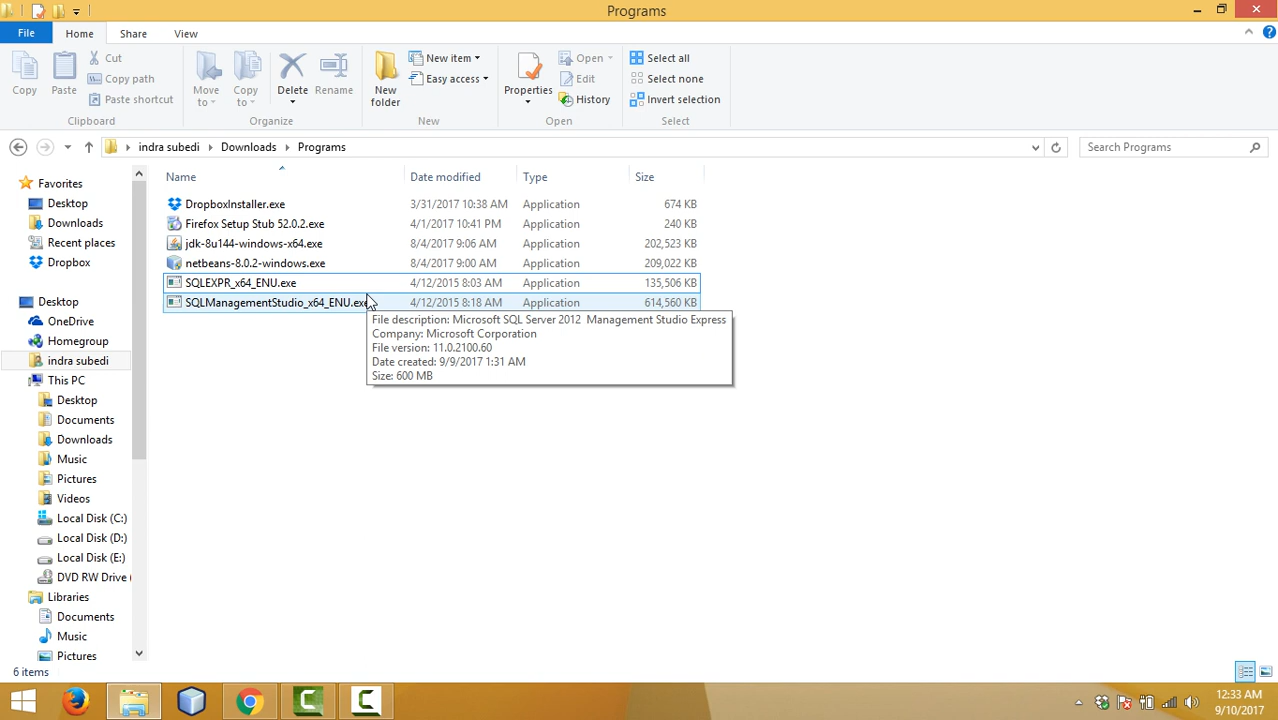 Programs
File
Home
Share
View
Copy
Paste
Cut
Copy path
Paste shortcut
Clipboard
Move to
Copy to
Delete
Rename
Organize
New folder
New item
Easy access
New
Properties
Open
Edit
History
Open
Select all
Select none
Invert selection
Select
indra subedi
Downloads
Programs
Search Programs
Name
Date modified
Type
Size
DropboxInstaller.exe 3/31/2017 10:38 AM Application 674 KB
Firefox Setup Stub 52.0.2.exe 4/1/2017 10:41 PM Application 240 KB
jdk-8u144-windows-x64.exe 8/4/2017 9:06 AM Application 202,523 KB
netbeans-8.0.2-windows.exe 8/4/2017 9:00 AM Application 209,022 KB
SQLEXPR_x64_ENU.exe 4/12/2015 8:03 AM Application 135,506 KB
SQLManagementStudio_x64_ENU.exe 4/12/2015 8:18 AM Application 614,560 KB
File description: Microsoft SQL Server 2012 Management Studio Express
Company: Microsoft Corporation
File version: 11.0.2100.60
Date created: 9/9/2017 1:31 AM
Size: 600 MB
Favorites
Desktop
Downloads
Recent places
Dropbox
Desktop
OneDrive
Homegroup
indra subedi
This PC
Desktop
Documents
Downloads
Music
Pictures
Videos
Local Disk (C:)
Local Disk (D:)
Local Disk (E:)
DVD RW Drive (
Libraries
Documents
Music
Pictures
6 items
12:33 AM
9/10/2017